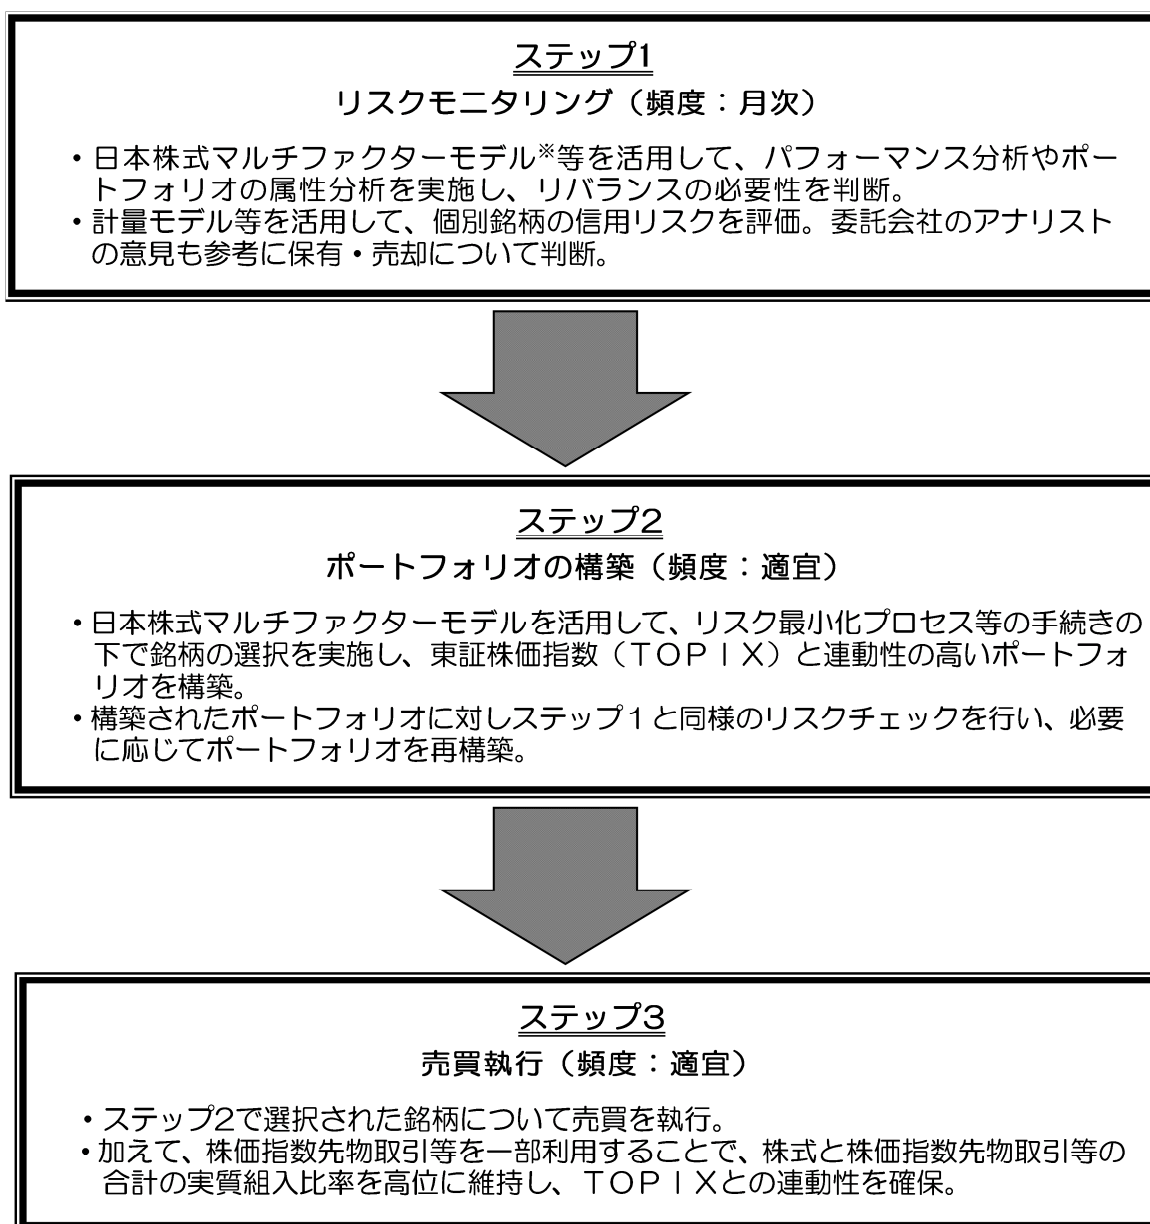 ステップ1
リスクモニタリング（頻度：月次）
・日本株式マルチファクターモデル※等を活用して、パフォーマンス分析やポー
トフォリオの属性分析を実施し、リバランスの必要性を判断。
・計量モデル等を活用して、個別銘柄の信用リスクを評価。委託会社のアナリスト
の意見も参考に保有・売却について判断。
ステップ2
ポートフォリオの構築（頻度：適宜）
・日本株式マルチファクターモデルを活用して、リスク最小化プロセス等の手続きの
下で銘柄の選択を実施し、東証株価指数（ＴＯＰＩＸ）と連動性の高いポートフォ
リオを構築。
・構築されたポートフォリオに対しステップ１と同様のリスクチェックを行い、必要
に応じてポートフォリオを再構築。
ステップ3
売買執行（頻度：適宜）
・ステップ2で選択された銘柄について売買を執行。
・加えて、株価指数先物取引等を一部利用することで、株式と株価指数先物取引等の
合計の実質組入比率を高位に維持し、ＴＯＰＩＸとの連動性を確保。